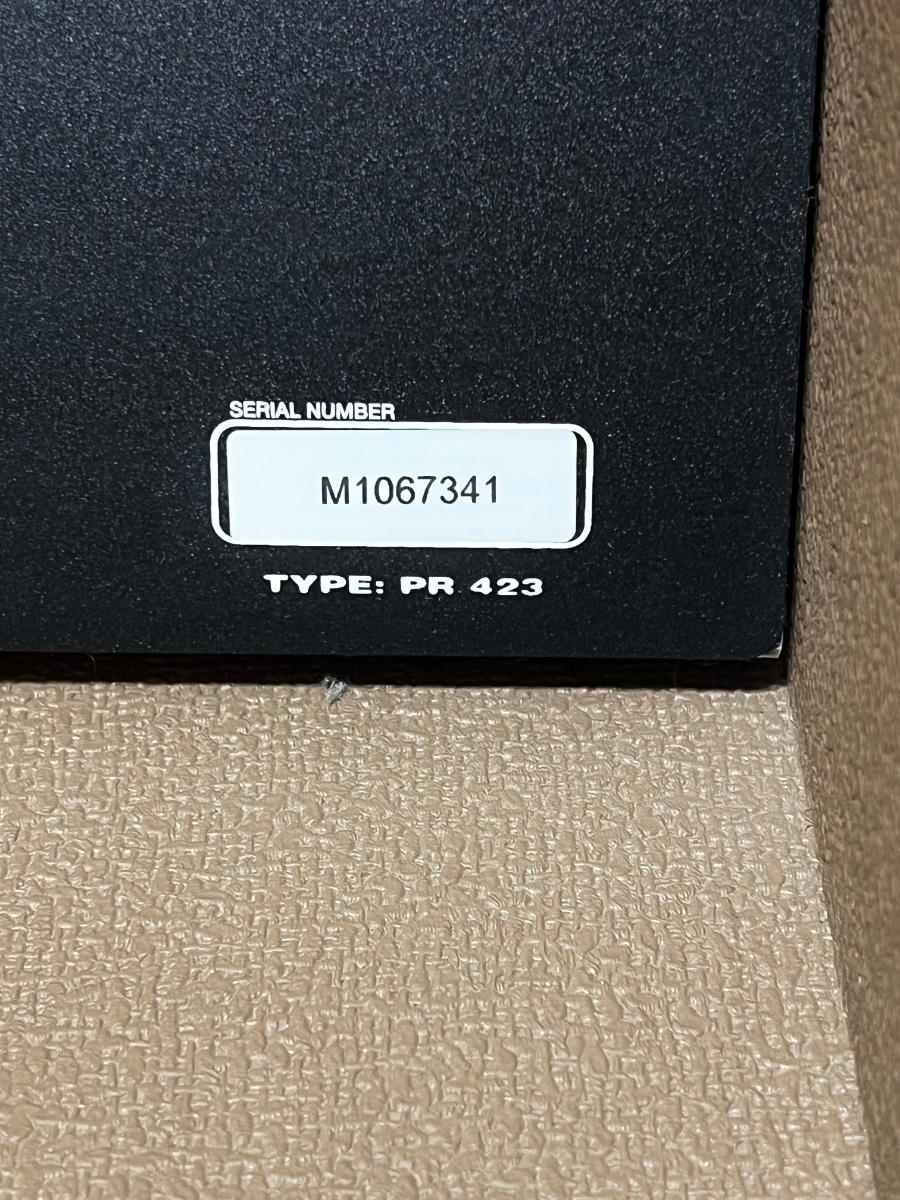 SERIAL NUMBER
M1067341
TYPE: PR 423